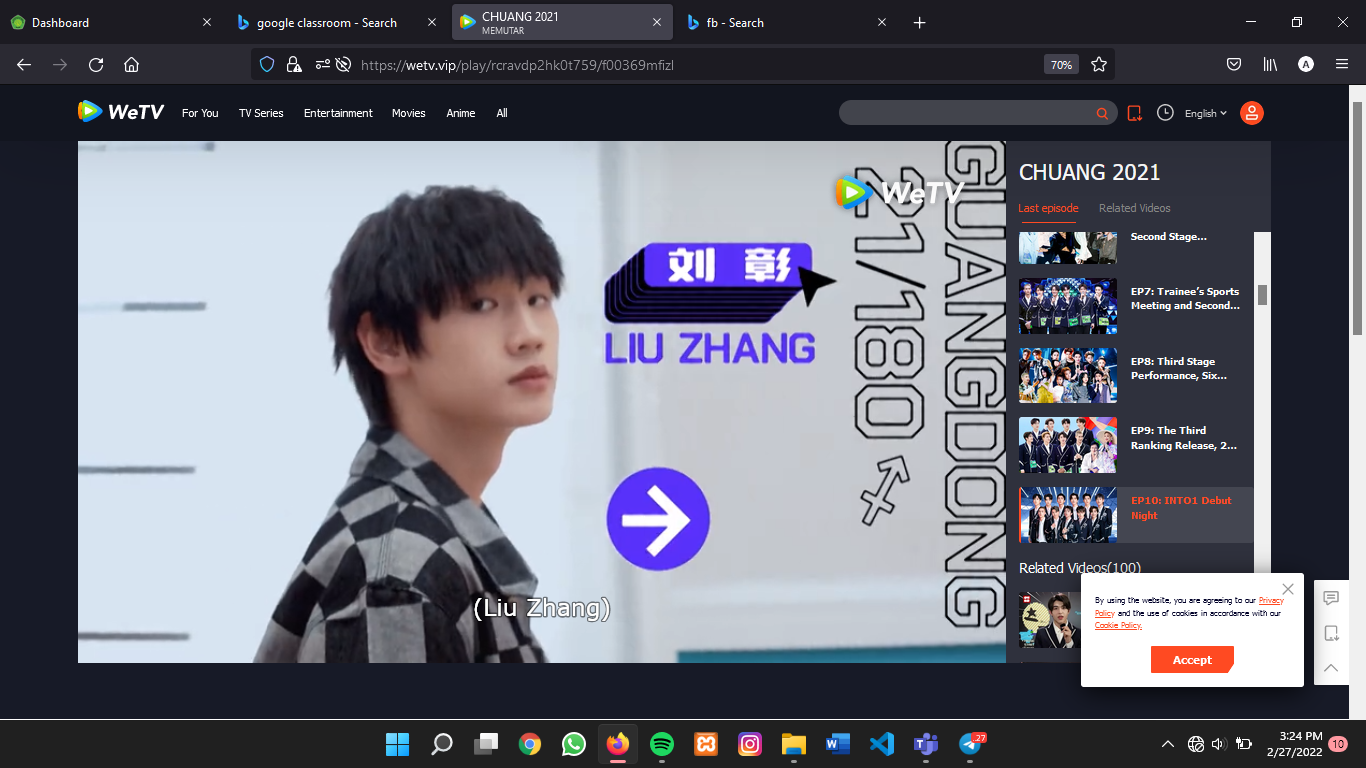 Dashboard
google classroom - Search
CHUANG 2021
MEMUTAR
fb - Search
https://wetv.vip/play/rcravdp2hk0t759/f00369mfizl
70%
A
WeTV
For You
TV Series
Entertainment
Movies
Anime
All
English
WeTV
刘彰
LIU ZHANG
21/180
GUANGDONG
(Liu Zhang)
CHUANG 2021
Last episode
Related Videos
Second Stage...
EP7: Trainee's Sports
Meeting and Second...
EP8: Third Stage
Performance, Six...
EP9: The Third
Ranking Release, 2...
EP10: INTO1 Debut
Night
Related Videos(100)
By using the website, you are agreeing to our Privacy
Policy and the use of cookies in accordance with our
Cookie Policy.
Accept
27
3:24 PM
2/27/2022
10